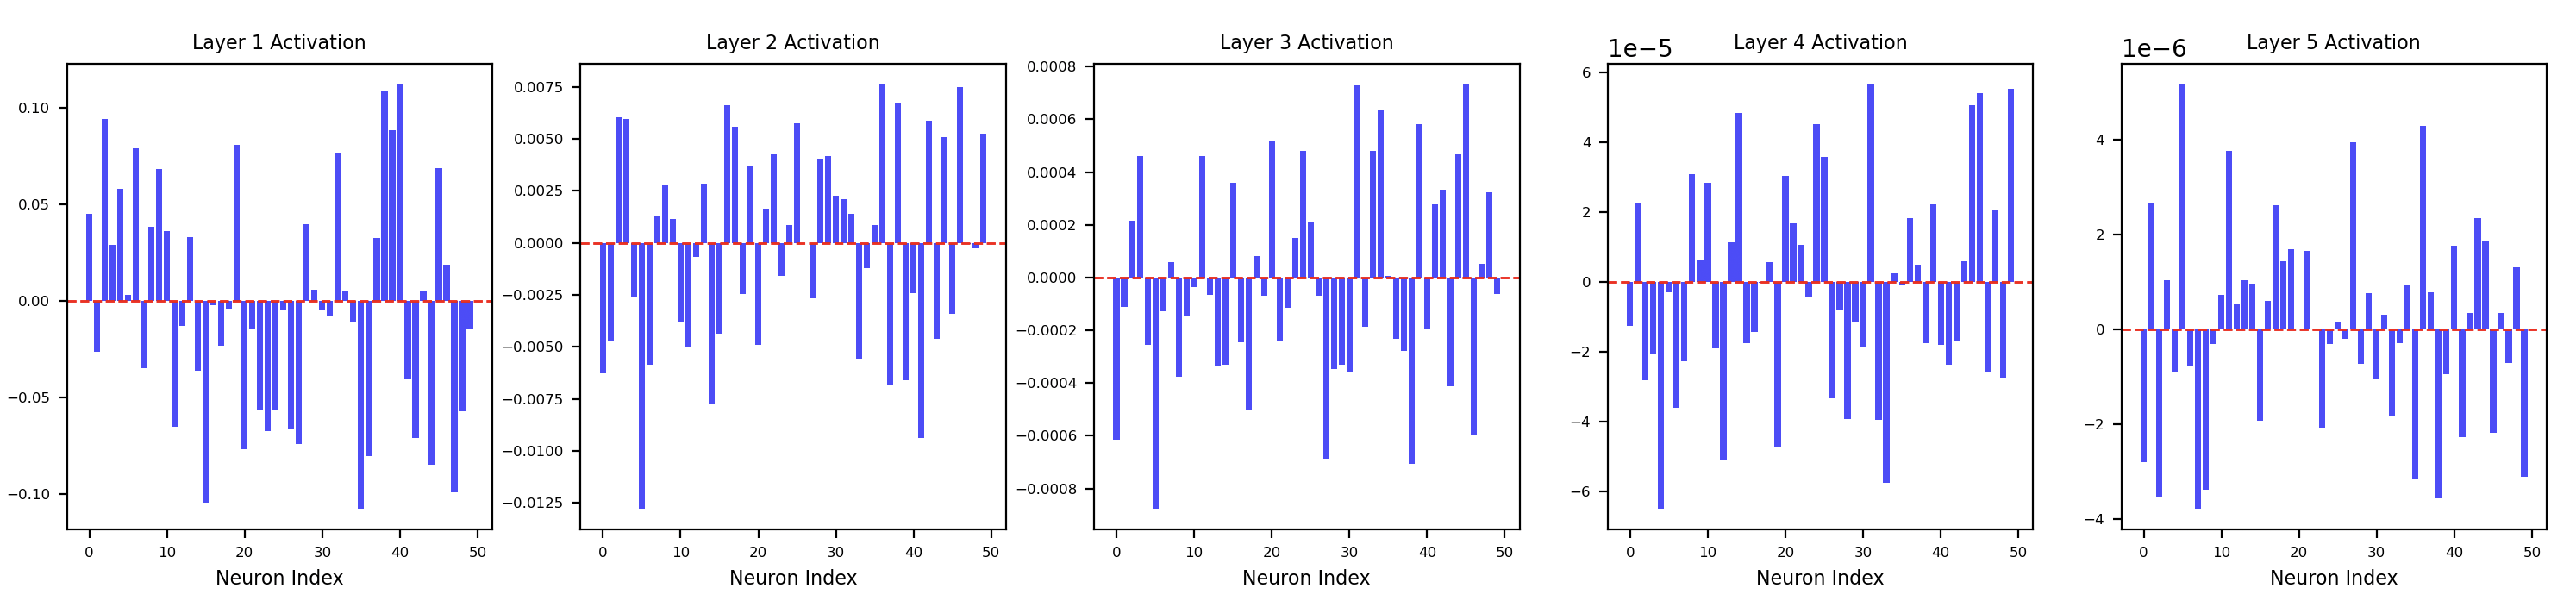 Layer 1 Activation
0.10
0.05
0.00
−0.05
−0.10
0 10 20 30 40 50
Neuron Index
Layer 2 Activation
0.0075
0.0050
0.0025
0.0000
−0.0025
−0.0050
−0.0075
−0.0100
−0.0125
0 10 20 30 40 50
Neuron Index
Layer 3 Activation
0.0008
0.0006
0.0004
0.0002
0.0000
−0.0002
−0.0004
−0.0006
−0.0008
0 10 20 30 40 50
Neuron Index
1e−5 Layer 4 Activation
6
4
2
0
−2
−4
−6
0 10 20 30 40 50
Neuron Index
1e−6 Layer 5 Activation
4
2
0
−2
−4
0 10 20 30 40 50
Neuron Index